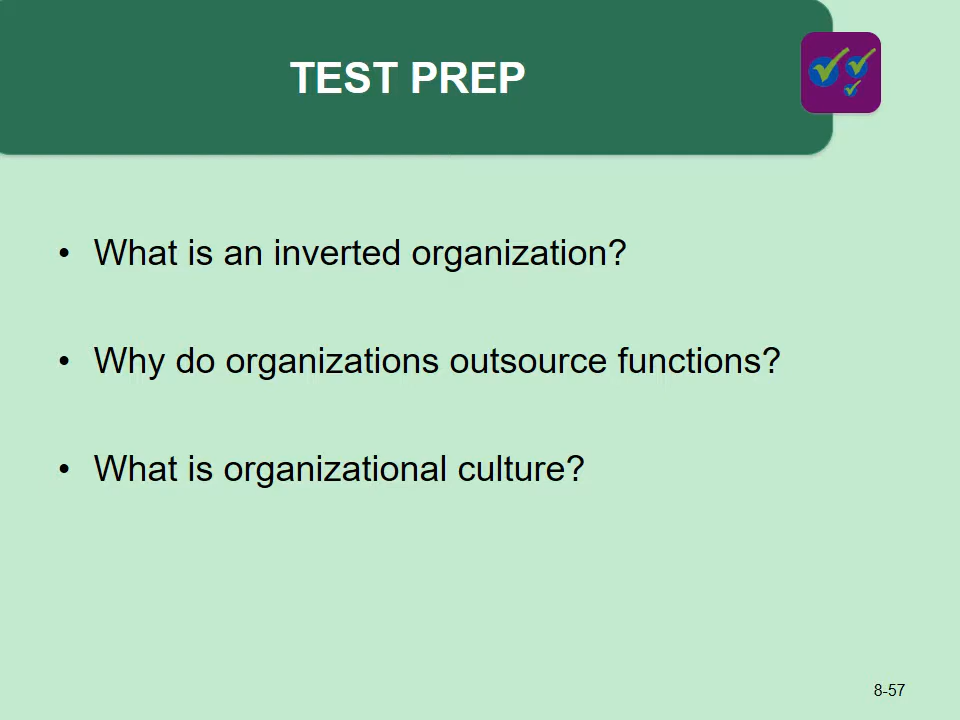 TEST PREP
• What is an inverted organization?
• Why do organizations outsource functions?
• What is organizational culture?
8-57